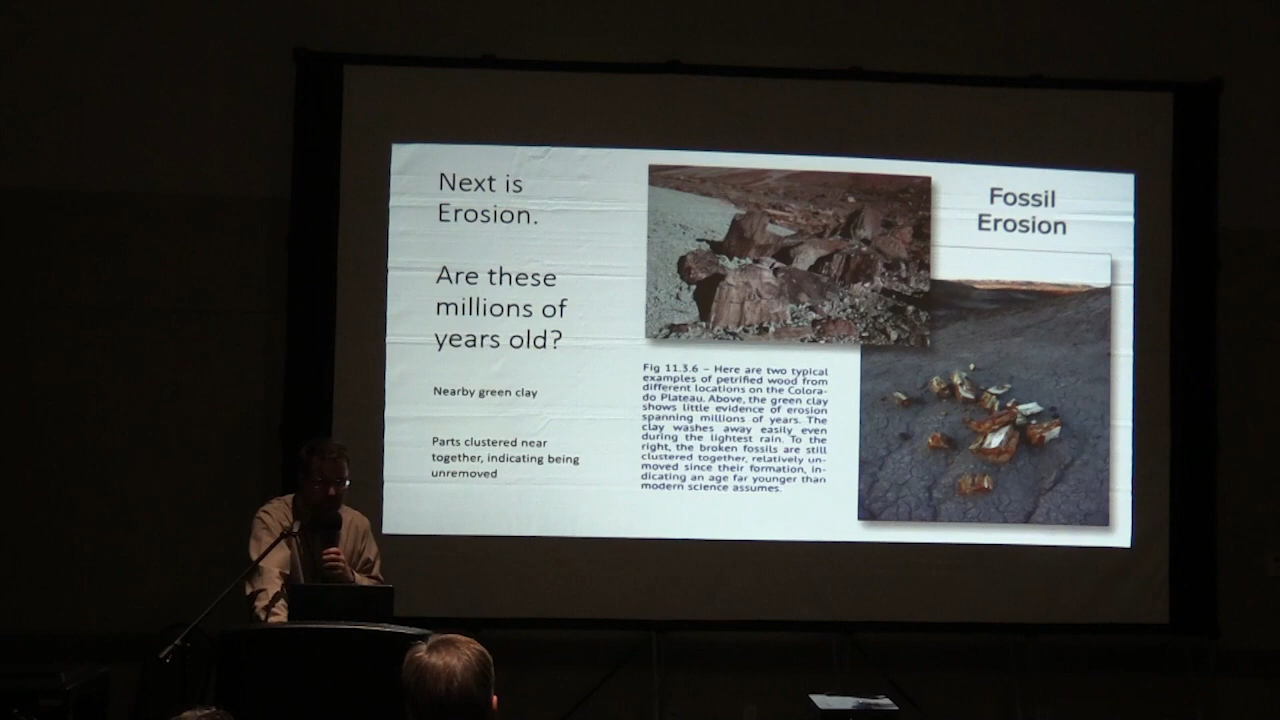 Next is
Erosion.
Are these
millions of
years old?
Nearby green clay
Parts clustered near
together, indicating being
unremoved
Fossil
Erosion
Fig 11.3.6 – Here are two typical
examples of petrified wood from
different locations on the Colora-
do Plateau. Above, the green clay
shows little evidence of erosion
spanning millions of years. The
clay washes away easily even
during the lightest rain. To the
right, the broken fossils are still
clustered together, relatively un-
moved since their formation, in-
dicating an age far younger than
modern science assumes.